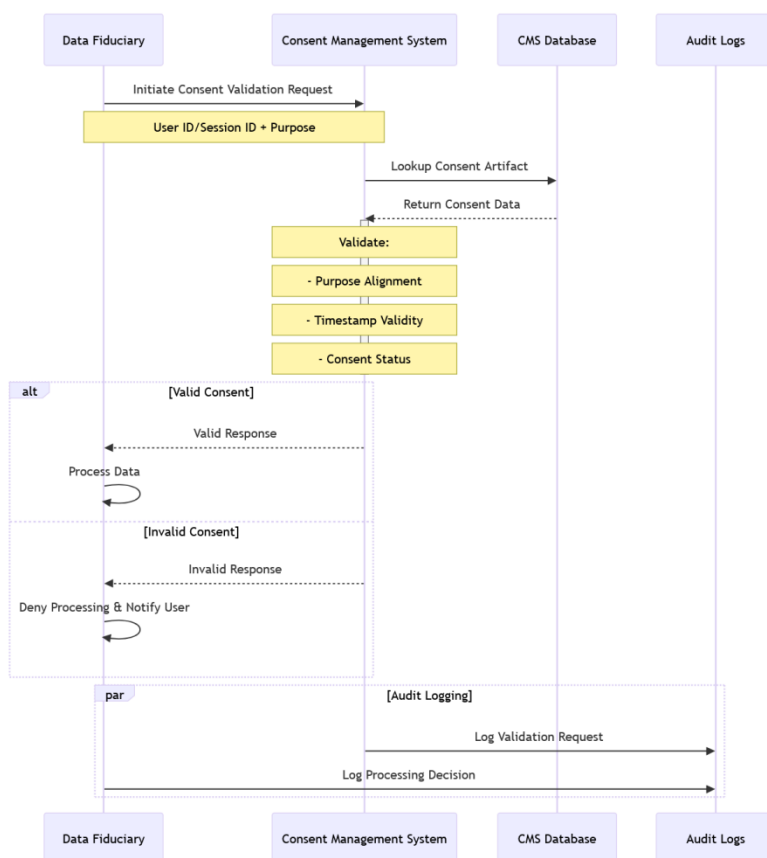 Data Fiduciary
Consent Management System
CMS Database
Audit Logs
Initiate Consent Validation Request
User ID/Session ID + Purpose
Lookup Consent Artifact
Return Consent Data
Validate:
- Purpose Alignment
- Timestamp Validity
- Consent Status
alt
[Valid Consent]
Valid Response
Process Data
[Invalid Consent]
Invalid Response
Deny Processing & Notify User
par
[Audit Logging]
Log Validation Request
Log Processing Decision
Data Fiduciary
Consent Management System
CMS Database
Audit Logs